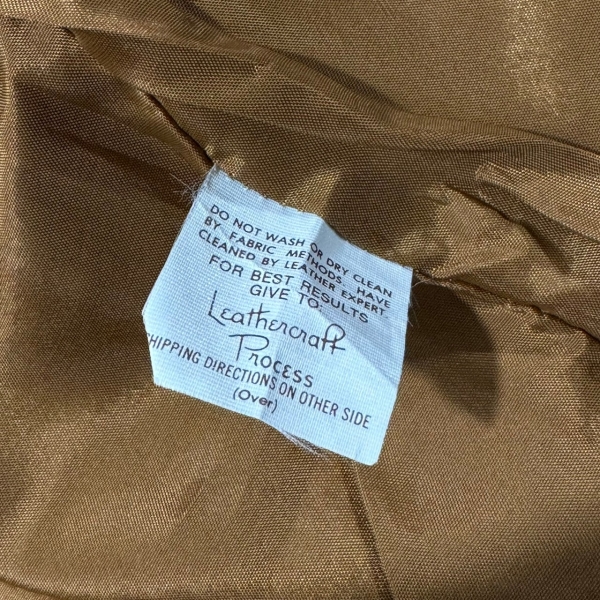 DO NOT WASH OR DRY CLEAN
BY FABRIC METHODS. HAVE
CLEANED BY LEATHER EXPERT.
FOR BEST RESULTS
GIVE TO:
Leathercraft
Process
SHIPPING DIRECTIONS ON OTHER SIDE
(Over)